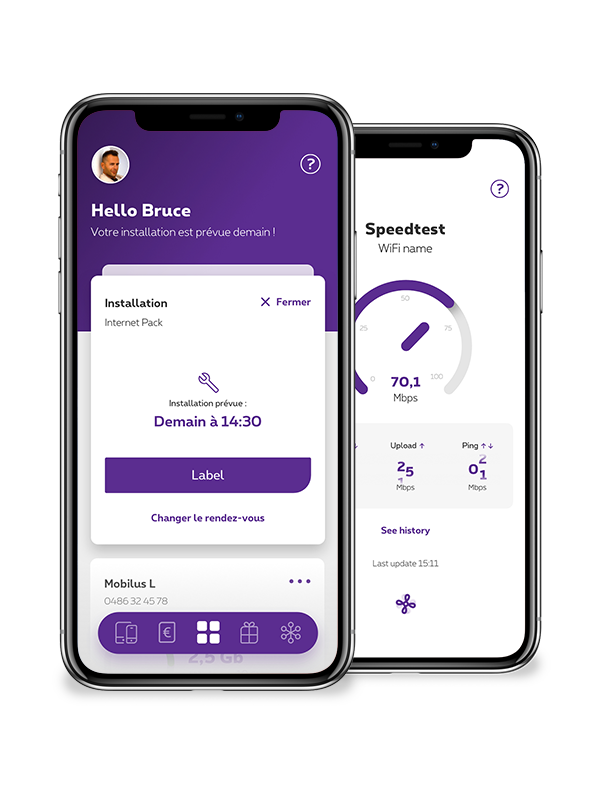 ?
Hello Bruce
Votre installation est prévue demain !
Installation
Fermer
Internet Pack
Installation prévue :
Demain à 14:30
Label
Changer le rendez-vous
Mobilus L
0486 32 45 78
€
2,5 Gb
?
Speedtest
WiFi name
50
25
75
0
100
70,1
Mbps
Upload
Ping
Mbps
Mbps
See history
Last update 15:11